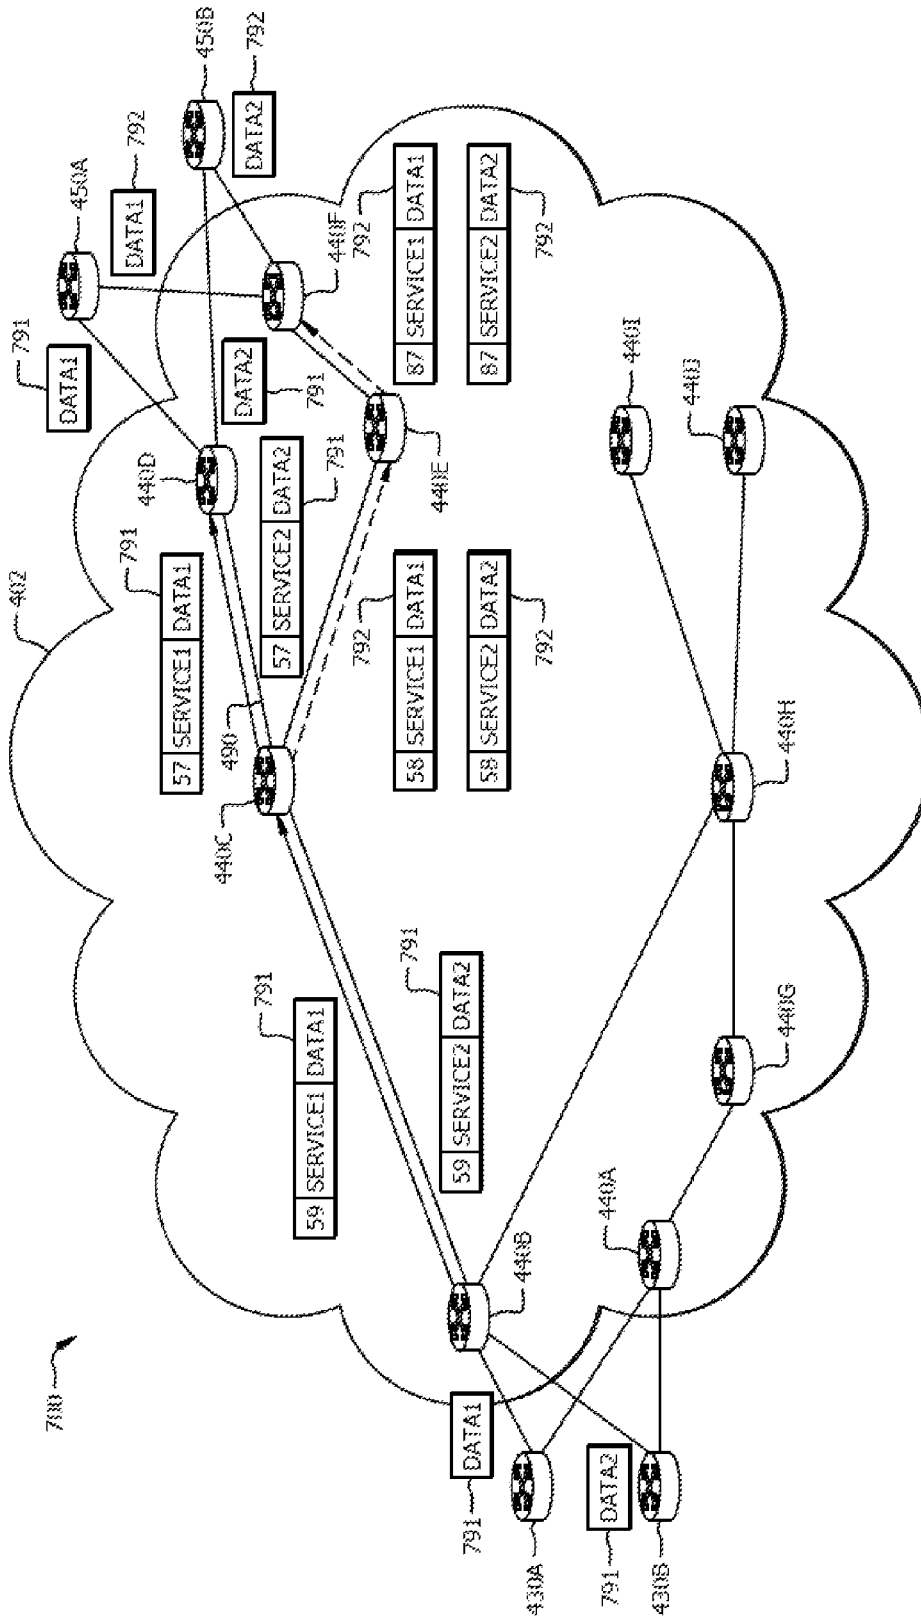 700
402
791
DATA1
450A
792
DATA1
450B
792
DATA2
791
57 SERVICE1 DATA1
440D
490
57 SERVICE2 DATA2
791
DATA2
791
440F
440C
791
59 SERVICE1 DATA1
792
58 SERVICE1 DATA1
440E
792
87 SERVICE1 DATA1
791
59 SERVICE2 DATA2
58 SERVICE2 DATA2
792
87 SERVICE2 DATA2
792
DATA1
791
440B
430A
440A
440I
DATA2
791
430B
440G
440H